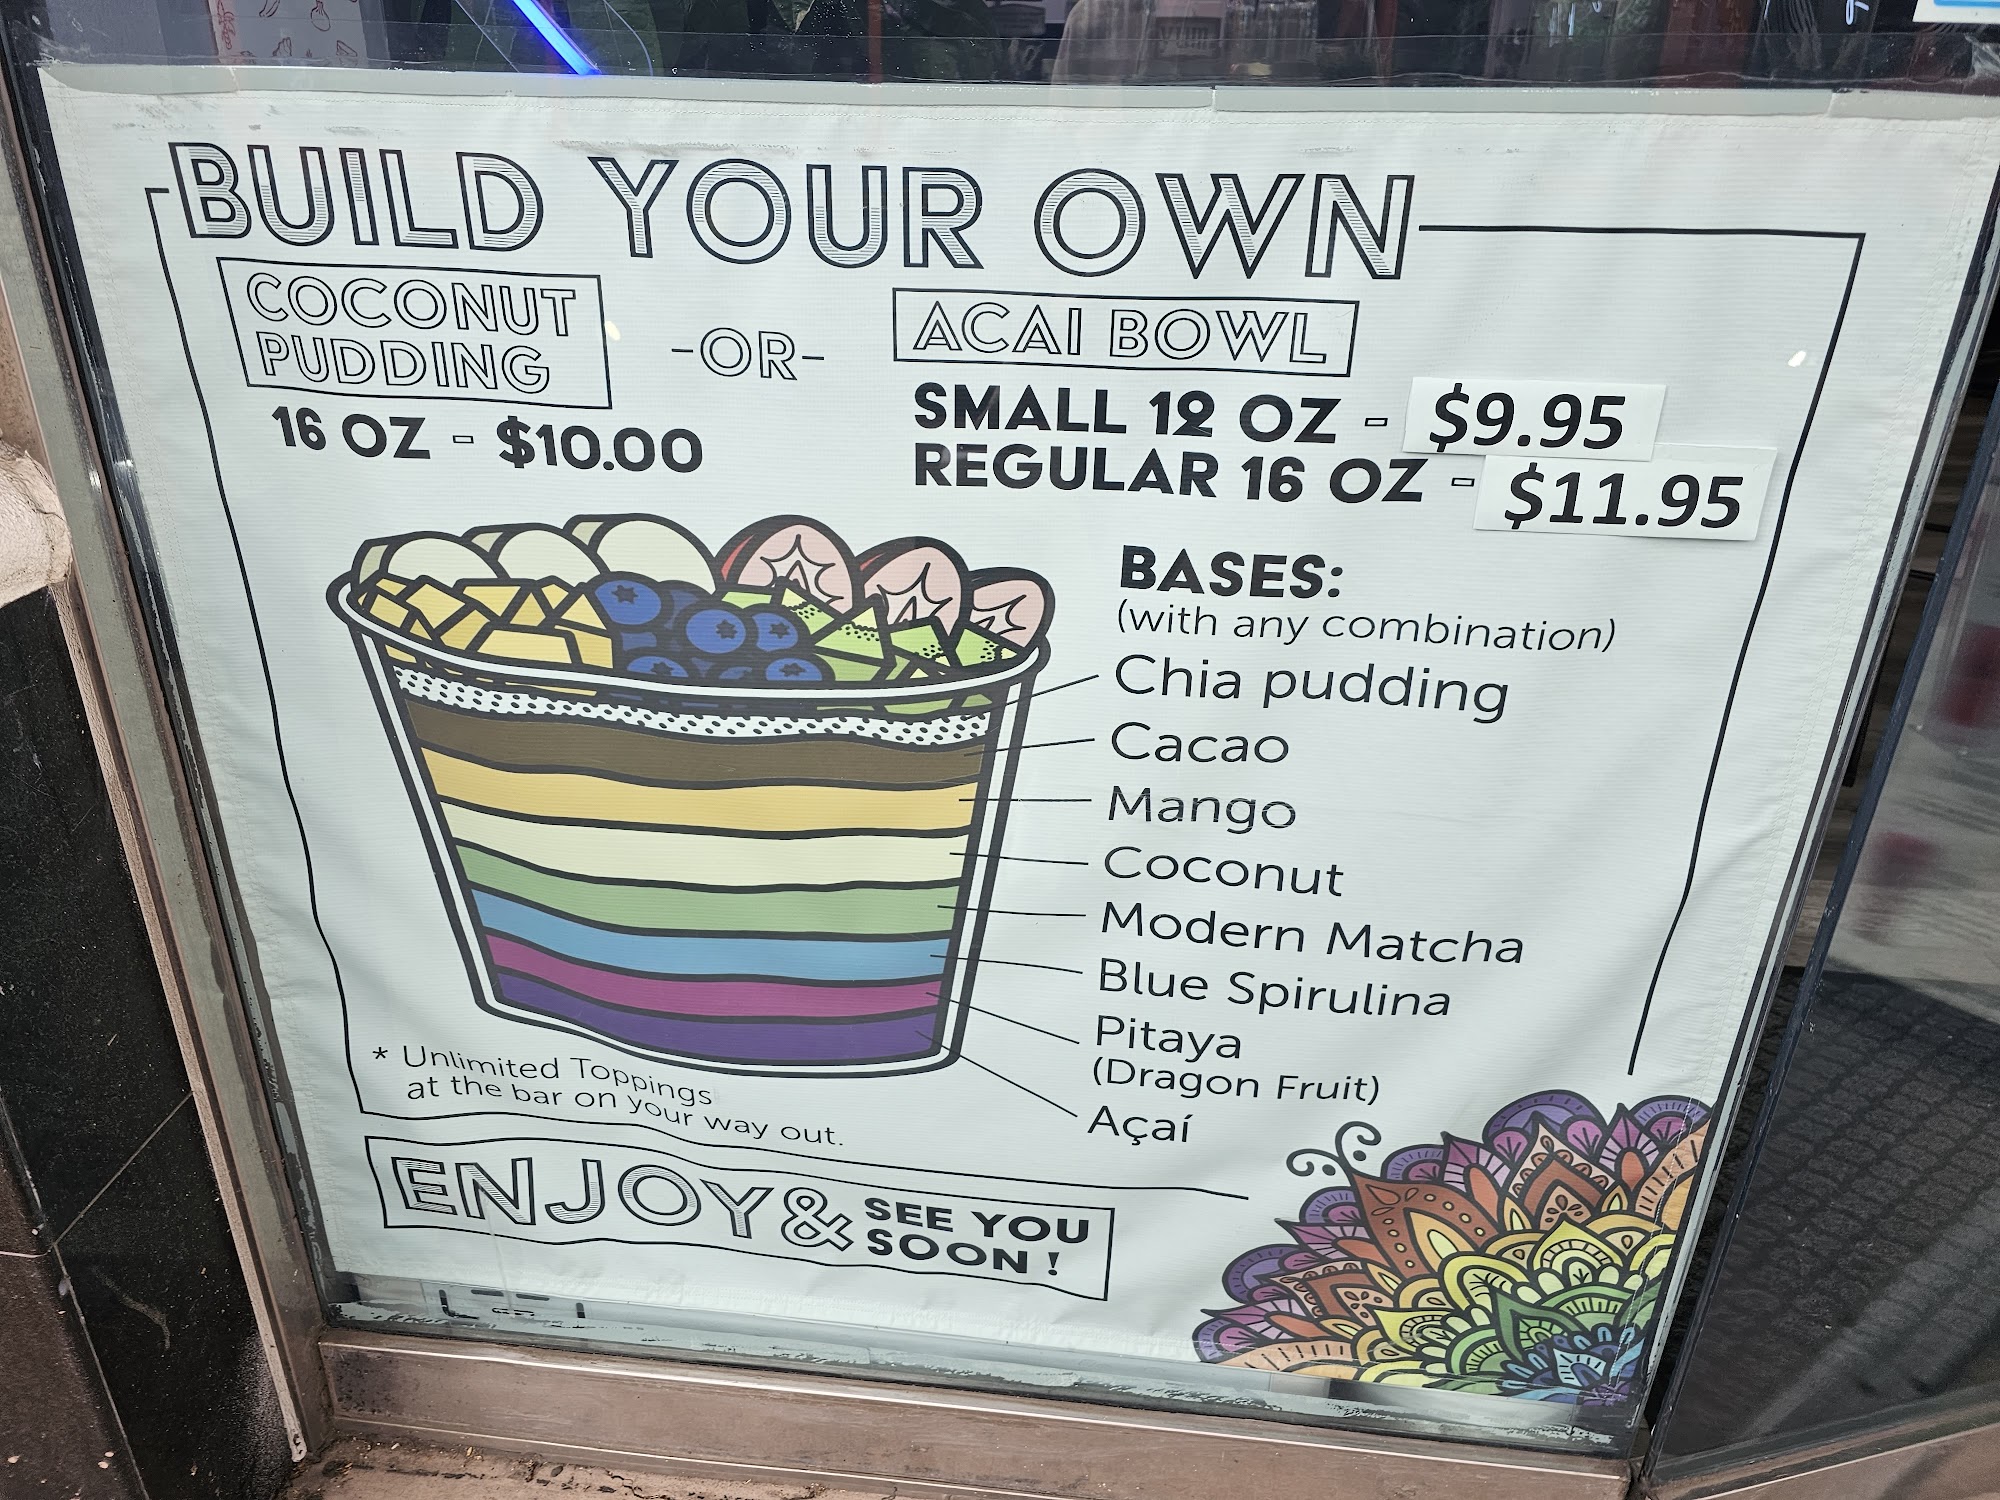 BUILD YOUR OWN
COCONUT
PUDDING
-OR-
ACAI BOWL
16 OZ - $10.00
SMALL 12 OZ - $9.95
REGULAR 16 OZ - $11.95
BASES:
(with any combination)
Chia pudding
Cacao
Mango
Coconut
Modern Matcha
Blue Spirulina
Pitaya
(Dragon Fruit)
Açaí
* Unlimited Toppings
at the bar on your way out.
ENJOY & SEE YOU
SOON!